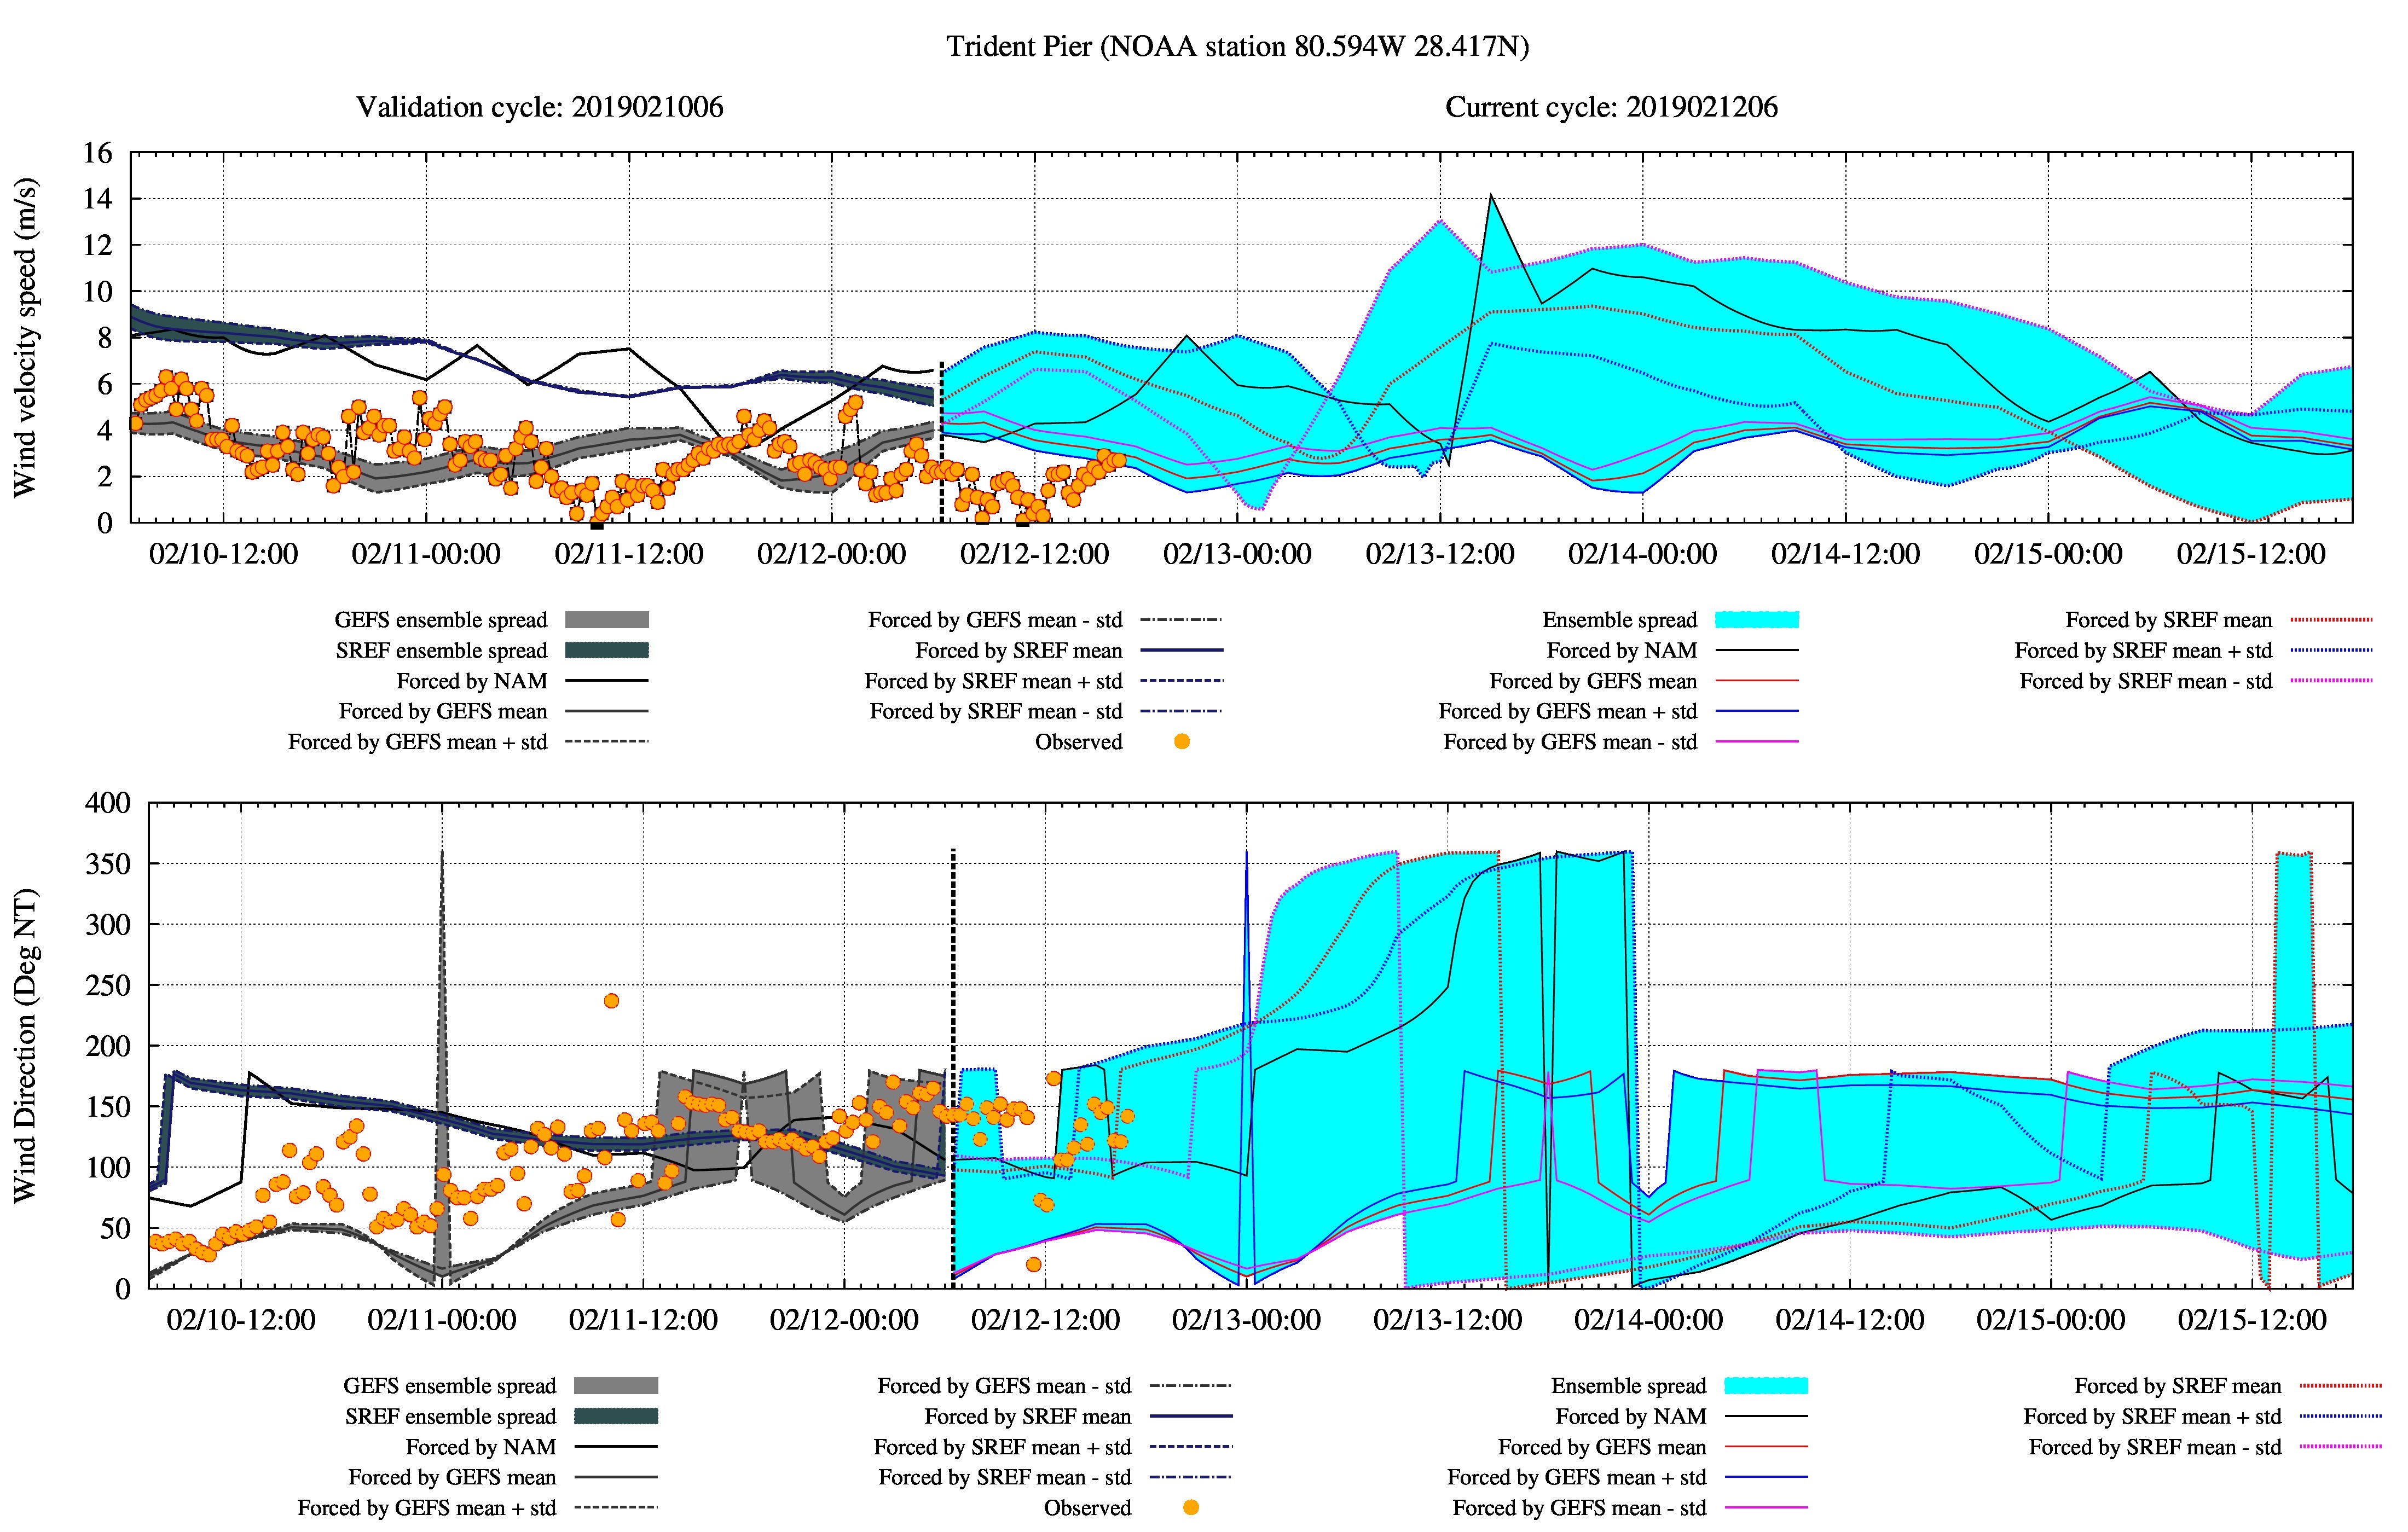 Trident Pier (NOAA station 80.594W 28.417N)
Validation cycle: 2019021006
Current cycle: 2019021206
Wind velocity speed (m/s)
16
14
12
10
8
6
4
2
0
02/10-12:00 02/11-00:00 02/11-12:00 02/12-00:00 02/12-12:00 02/13-00:00 02/13-12:00 02/14-00:00 02/14-12:00 02/15-00:00 02/15-12:00
GEFS ensemble spread Forced by GEFS mean - std Ensemble spread Forced by SREF mean
SREF ensemble spread Forced by SREF mean Forced by NAM Forced by SREF mean + std
Forced by NAM Forced by SREF mean + std Forced by GEFS mean Forced by SREF mean - std
Forced by GEFS mean Forced by SREF mean - std Forced by GEFS mean + std
Forced by GEFS mean + std Observed Forced by GEFS mean - std
Wind Direction (Deg NT)
400
350
300
250
200
150
100
50
0
02/10-12:00 02/11-00:00 02/11-12:00 02/12-00:00 02/12-12:00 02/13-00:00 02/13-12:00 02/14-00:00 02/14-12:00 02/15-00:00 02/15-12:00
GEFS ensemble spread Forced by GEFS mean - std Ensemble spread Forced by SREF mean
SREF ensemble spread Forced by SREF mean Forced by NAM Forced by SREF mean + std
Forced by NAM Forced by SREF mean + std Forced by GEFS mean Forced by SREF mean - std
Forced by GEFS mean Forced by SREF mean - std Forced by GEFS mean + std
Forced by GEFS mean + std Observed Forced by GEFS mean - std